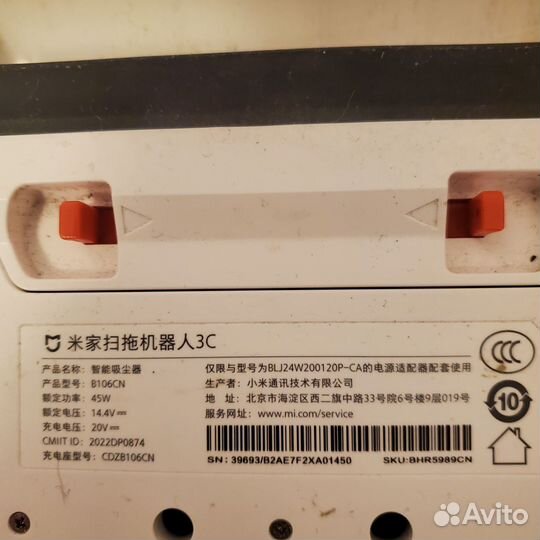 米家扫拖机器人3C
产品名称: 智能吸尘器
产品型号: B106CN
额定功率: 45W
额定电压: 14.4V
充电电压: 20V
CMIIT ID: 2022DP0874
充电座型号: CDZB106CN
仅限与型号为BLJ24W200120P-CA的电源适配器配套使用
生产者: 小米通讯技术有限公司
地 址: 北京市海淀区西二旗中路33号院6号楼9层019号
服务网址: www.mi.com/service
SN: 39693/B2AE7F2XA01450 SKU:BHR5989CN
CCC
10
Avito